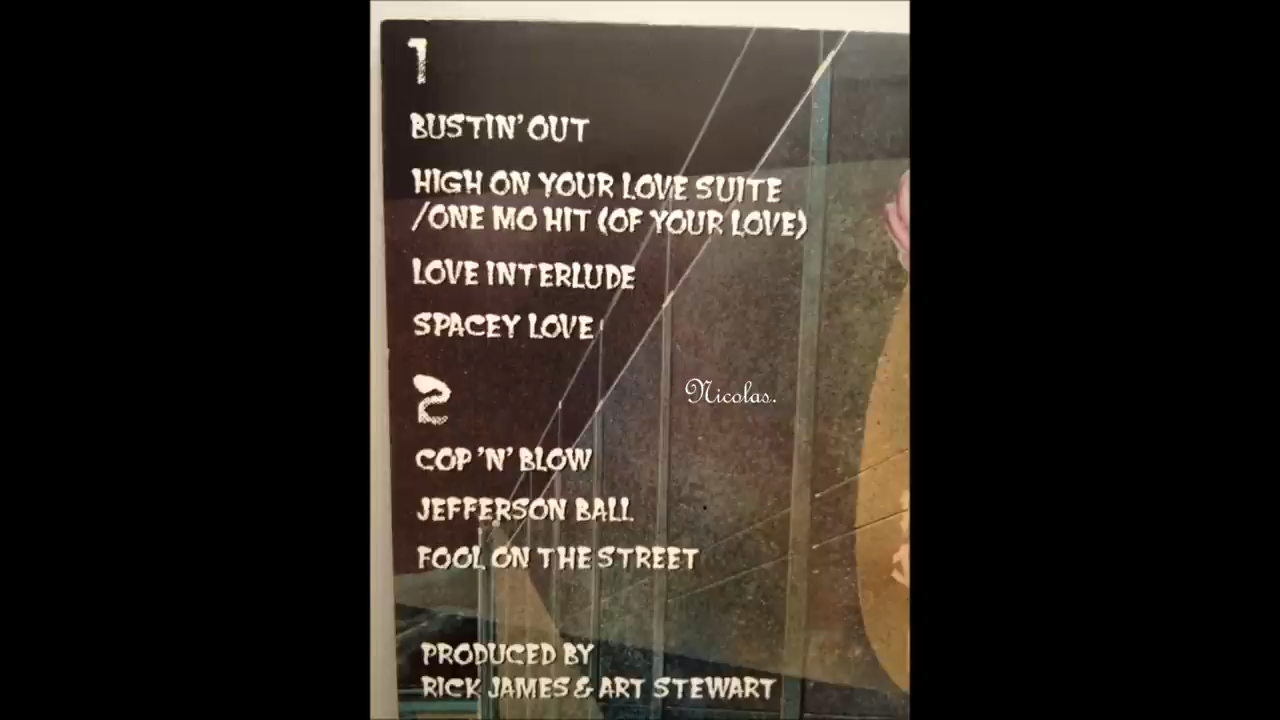 1
BUSTIN' OUT
HIGH ON YOUR LOVE SUITE
/ONE MO HIT (OF YOUR LOVE)
LOVE INTERLUDE
SPACEY LOVE
2
Nicolas.
COP 'N' BLOW
JEFFERSON BALL
FOOL ON THE STREET
PRODUCED BY
RICK JAMES & ART STEWART